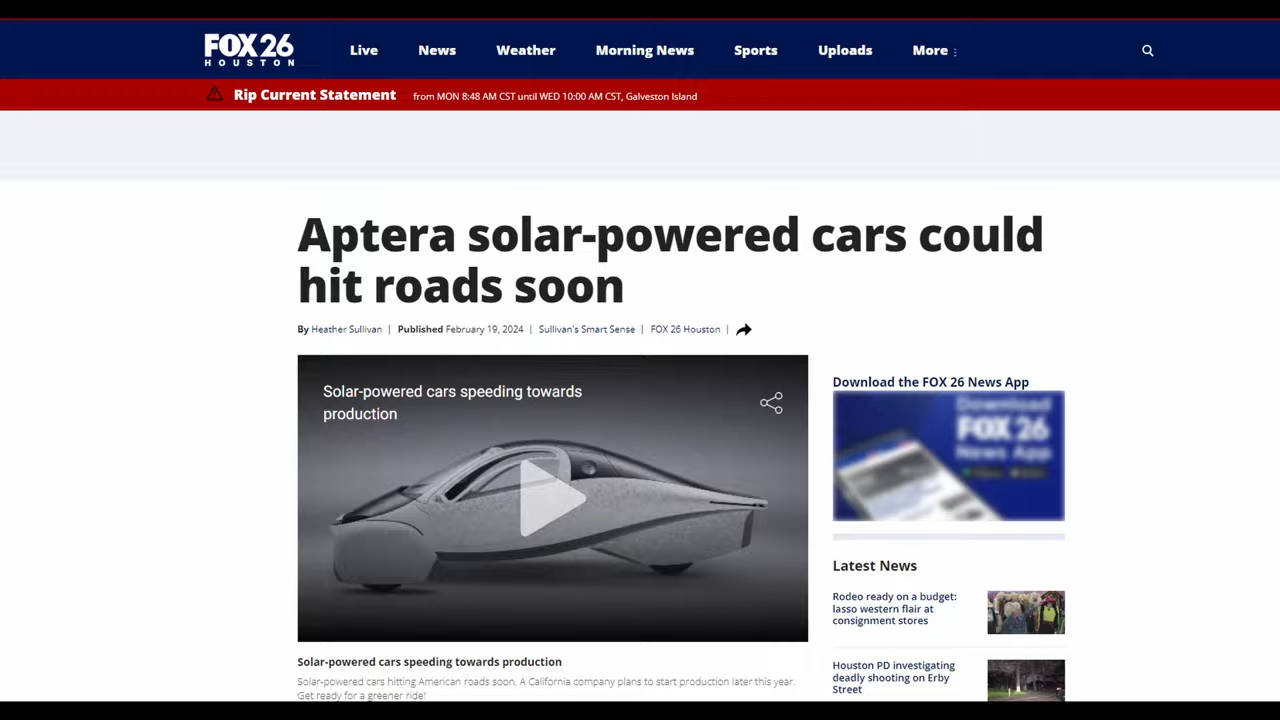 FOX 26
HOUSTON
Live
News
Weather
Morning News
Sports
Uploads
More
Rip Current Statement
from MON 8:48 AM CST until WED 10:00 AM CST, Galveston Island
Aptera solar-powered cars could
hit roads soon
By Heather Sullivan | Published February 19, 2024 | Sullivan's Smart Sense | FOX 26 Houston |
Solar-powered cars speeding towards
production
Solar-powered cars speeding towards production
Solar-powered cars hitting American roads soon. A California company plans to start production later this year.
Get ready for a greener ride!
Download the FOX 26 News App
Download
FOX 26
News App
Latest News
Rodeo ready on a budget:
lasso western flair at
consignment stores
Houston PD investigating
deadly shooting on Erby
Street